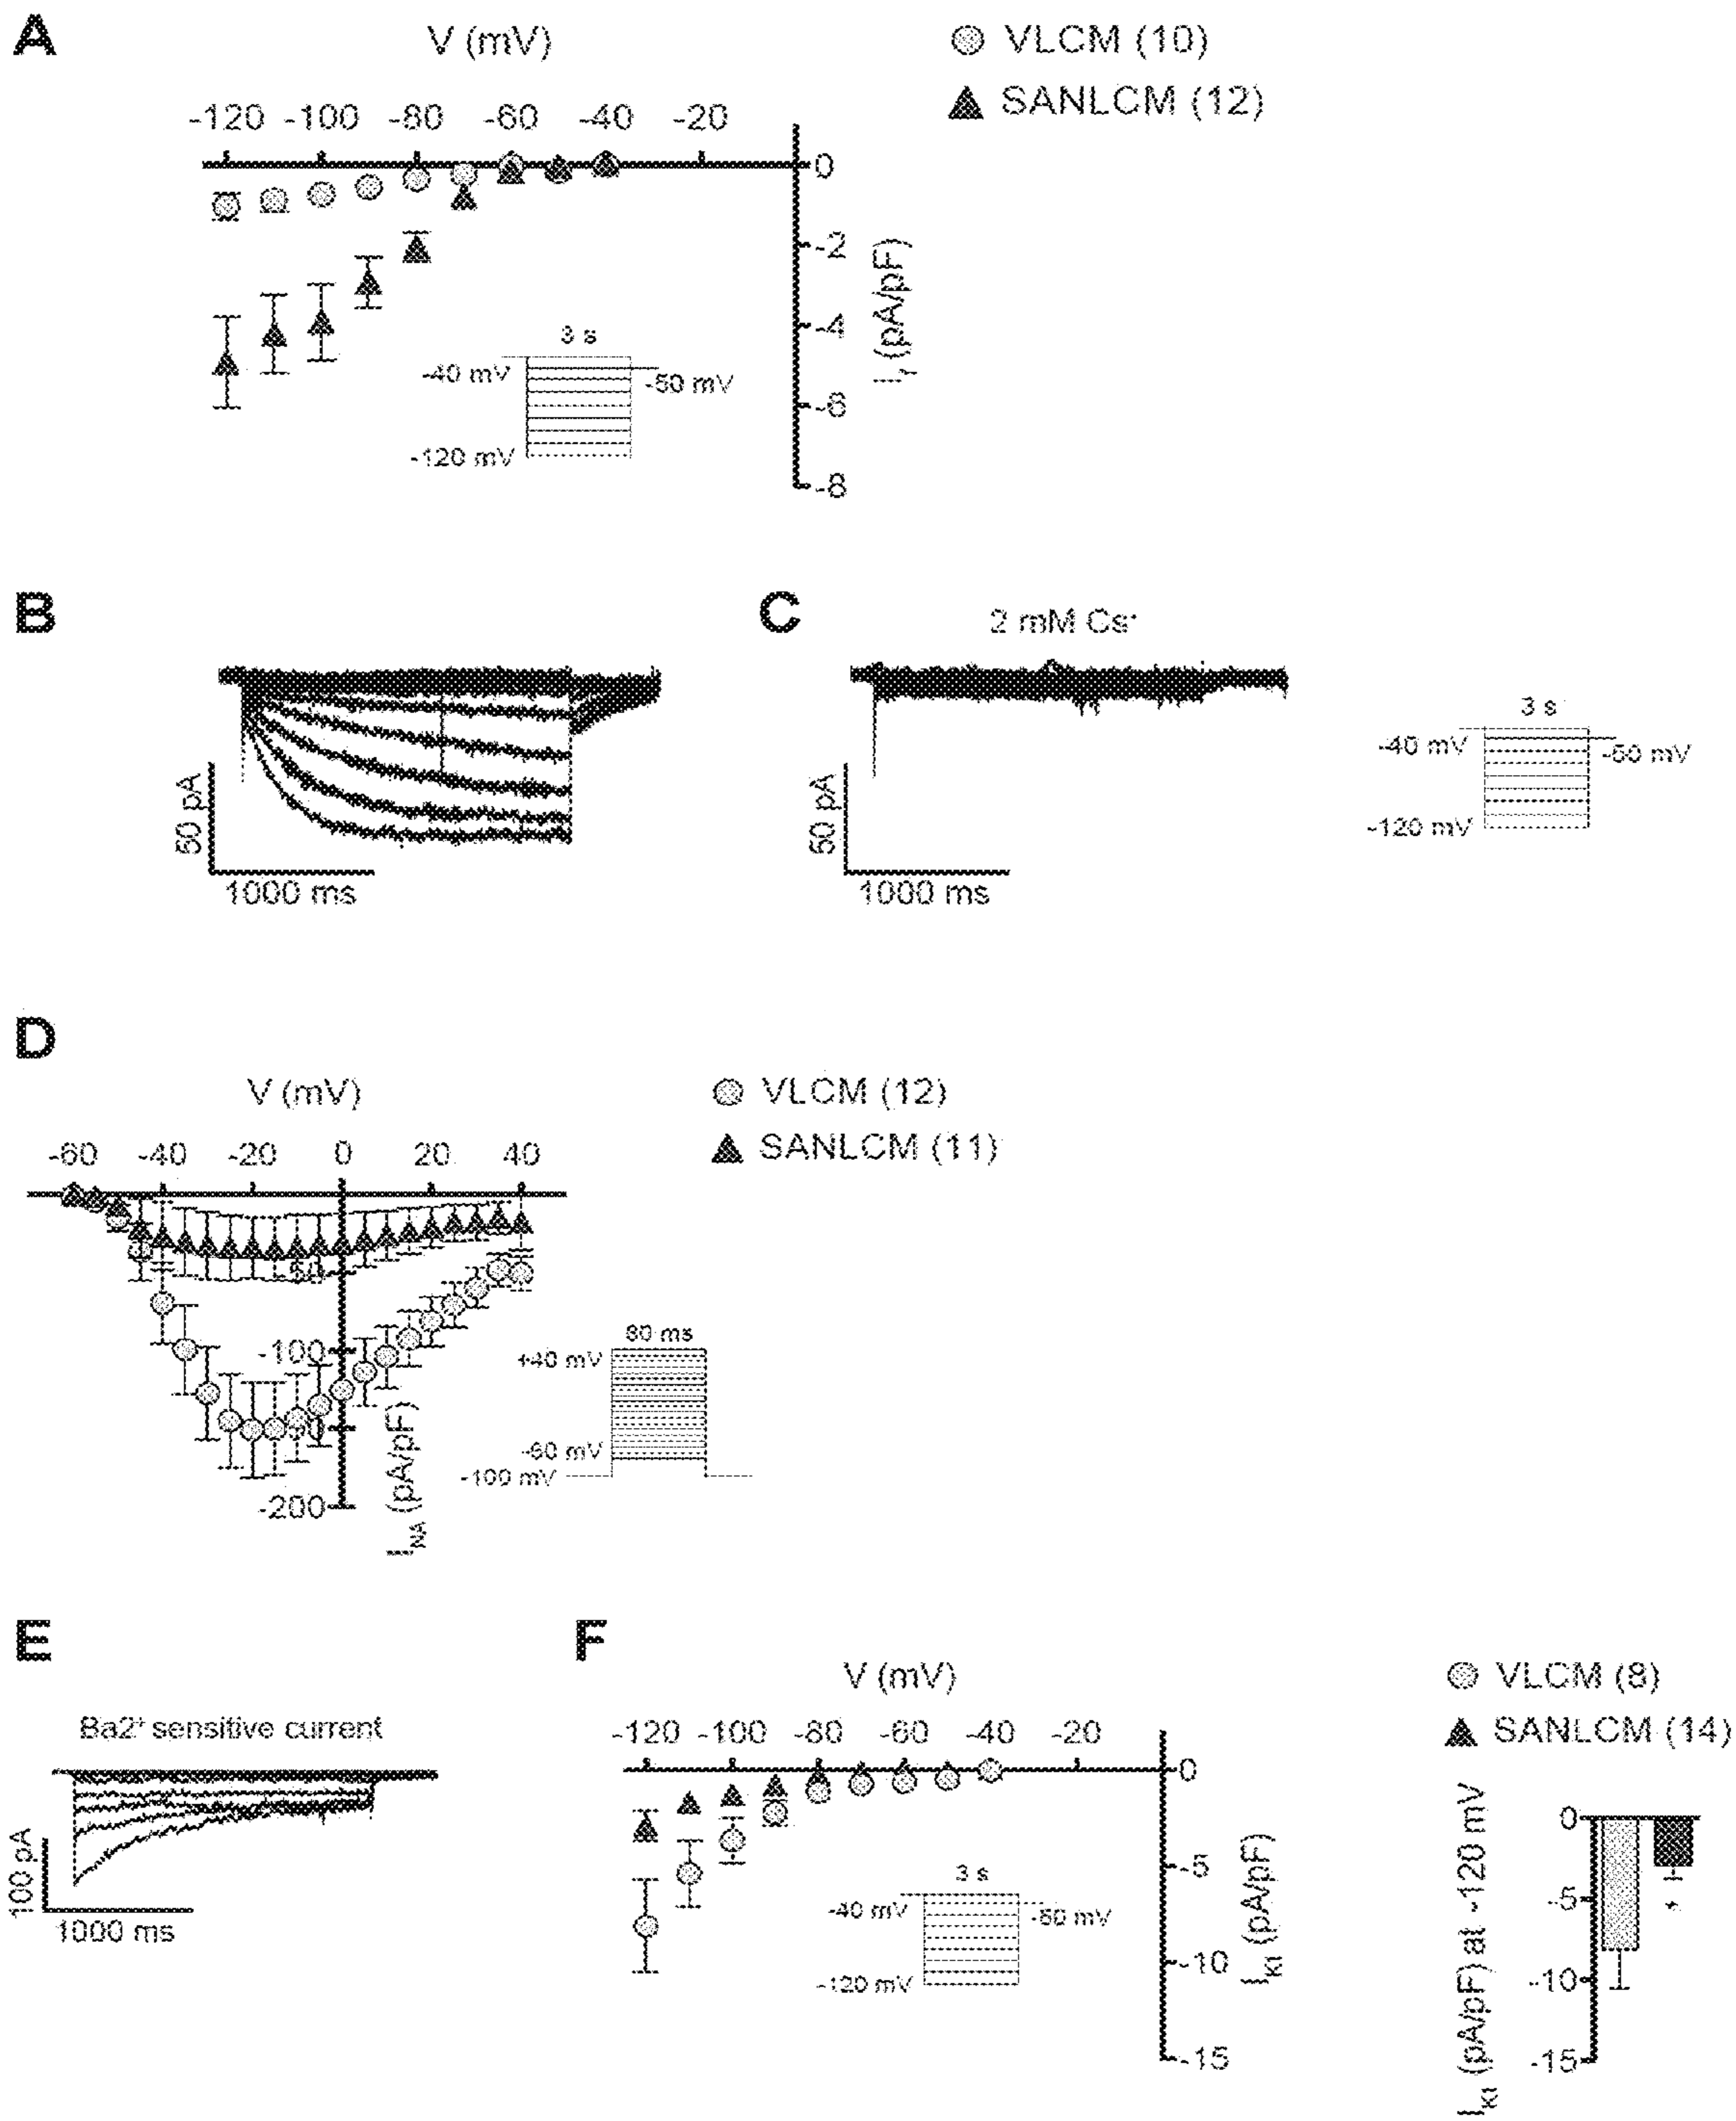 A
V (mV)
VLCM (10)
SANLCM (12)
-120 -100 -80 -60 -40 -20
0
-2
-4
-6
-8
If (pA/pF)
3 s
-40 mV
-50 mV
-120 mV
B
50 pA
1000 ms
C
2 mM Cs+
50 pA
1000 ms
3 s
-40 mV
-50 mV
-120 mV
D
V (mV)
VLCM (12)
SANLCM (11)
-60 -40 -20 0 20 40
-50
-100
-200
INA (pA/pF)
80 ms
+40 mV
-60 mV
-100 mV
E
Ba2+ sensitive current
100 pA
1000 ms
F
V (mV)
VLCM (8)
SANLCM (14)
-120 -100 -80 -60 -40 -20
0
-5
-10
-15
IK1 (pA/pF)
3 s
-40 mV
-50 mV
-120 mV
IK1 (pA/pF) at -120 mV
0
-5
-10
-15
*